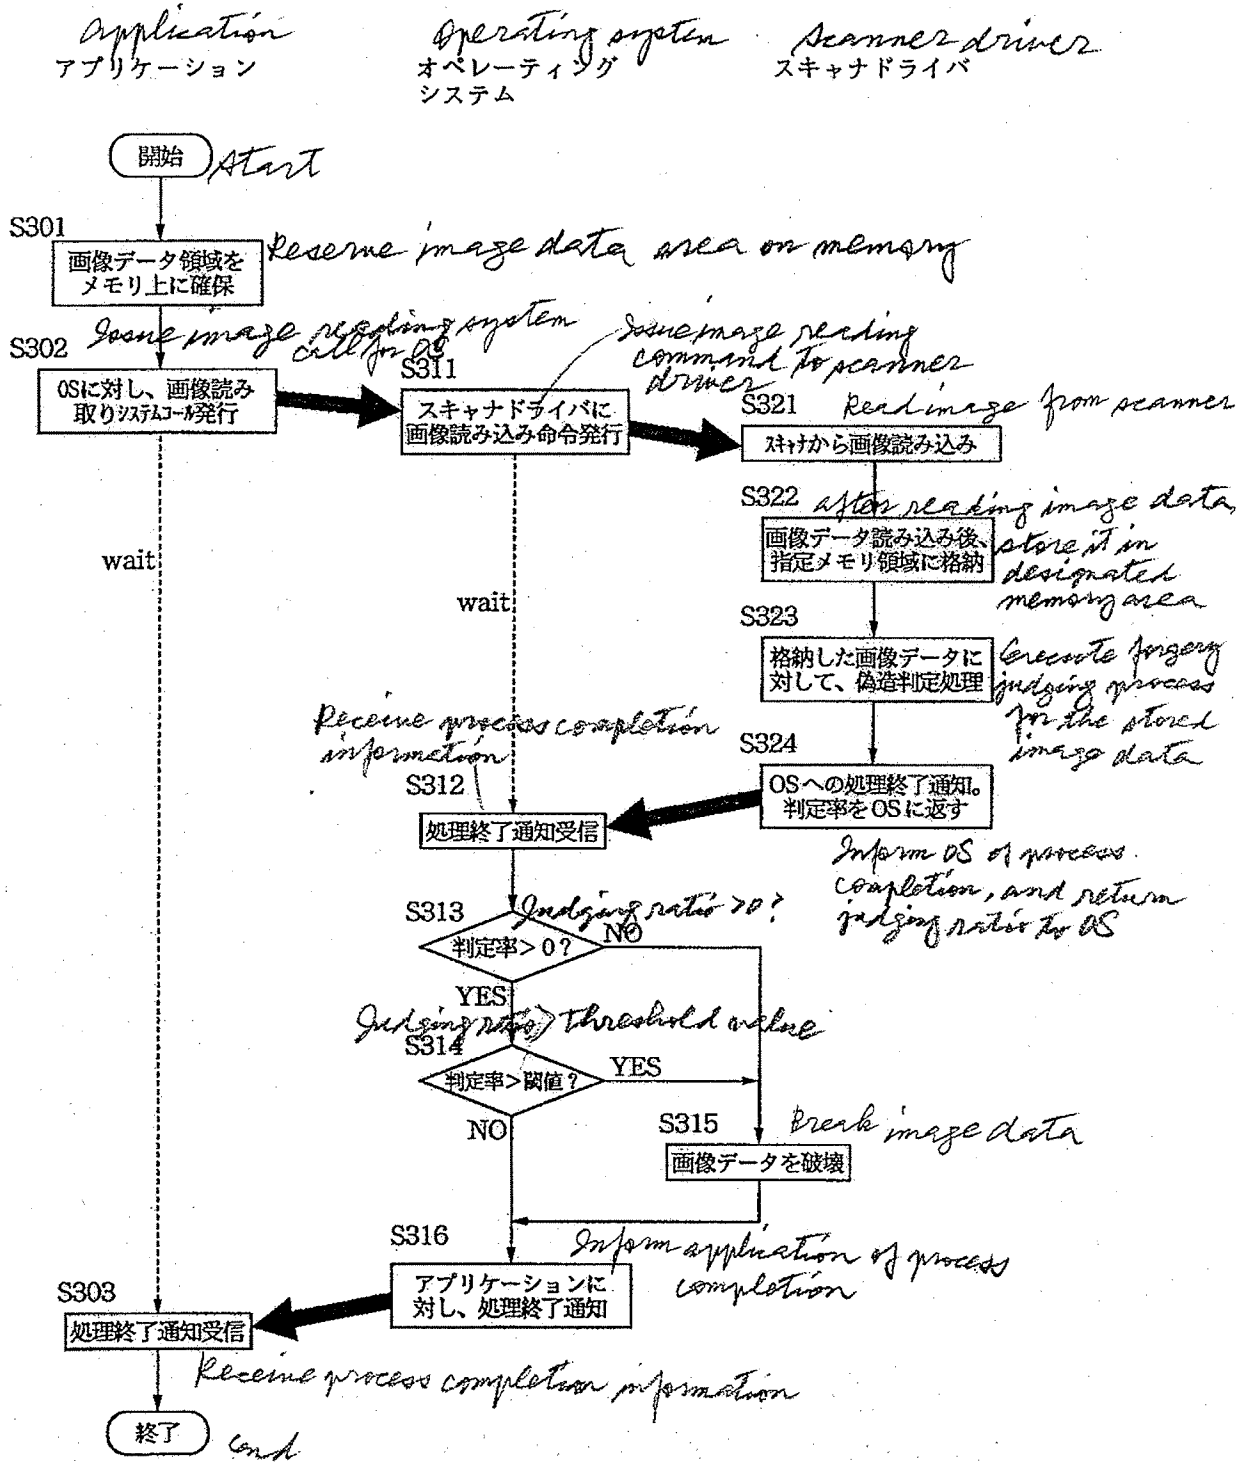 Application
Operating system
Scanner driver
アプリケーション
オペレーティング
システム
スキャナドライバ
開始
Start
S301
画像データ領域を
メモリ上に確保
Reserve image data area on memory
S302
Issue image reading system
call for OS
OSに対し、画像読み
取りシステムコール発行
S311
Issue image reading
command to scanner
driver
スキャナドライバに
画像読み込み命令発行
S321
Read image from scanner
スキャナから画像読み込み
S322
After reading image data,
store it in
designated
memory area
画像データ読み込み後、
指定メモリ領域に格納
wait
wait
S323
格納した画像データに
対して、偽造判定処理
Execute forgery
judging process
for the stored
image data
Receive process completion
information
S324
OSへの処理終了通知。
判定率をOSに返す
Inform OS of process
completion, and return
judging ratio to OS
S312
処理終了通知受信
S313
Judging ratio >0?
判定率>0?
NO
YES
Judging ratio > threshold value
S314
判定率>閾値?
YES
NO
S315
Break image data
画像データを破壊
S316
Inform application of process
completion
アプリケーションに
対し、処理終了通知
S303
処理終了通知受信
Receive process completion information
終了
End